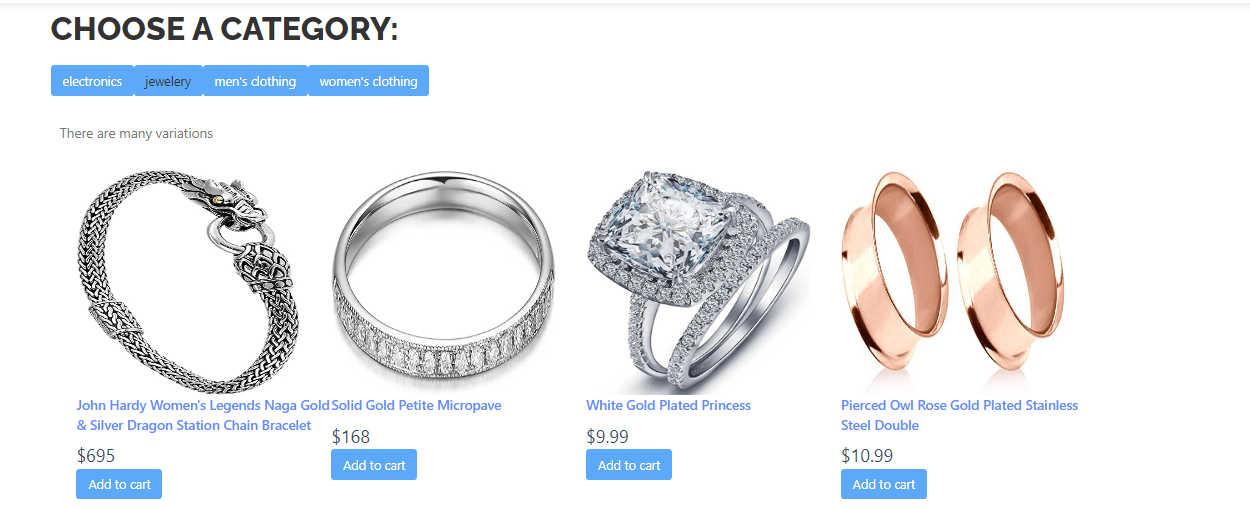 CHOOSE A CATEGORY:
electronics jewelery men's clothing women's clothing
There are many variations
John Hardy Women's Legends Naga Gold
& Silver Dragon Station Chain Bracelet
$695
Add to cart
Solid Gold Petite Micropave
$168
Add to cart
White Gold Plated Princess
$9.99
Add to cart
Pierced Owl Rose Gold Plated Stainless
Steel Double
$10.99
Add to cart